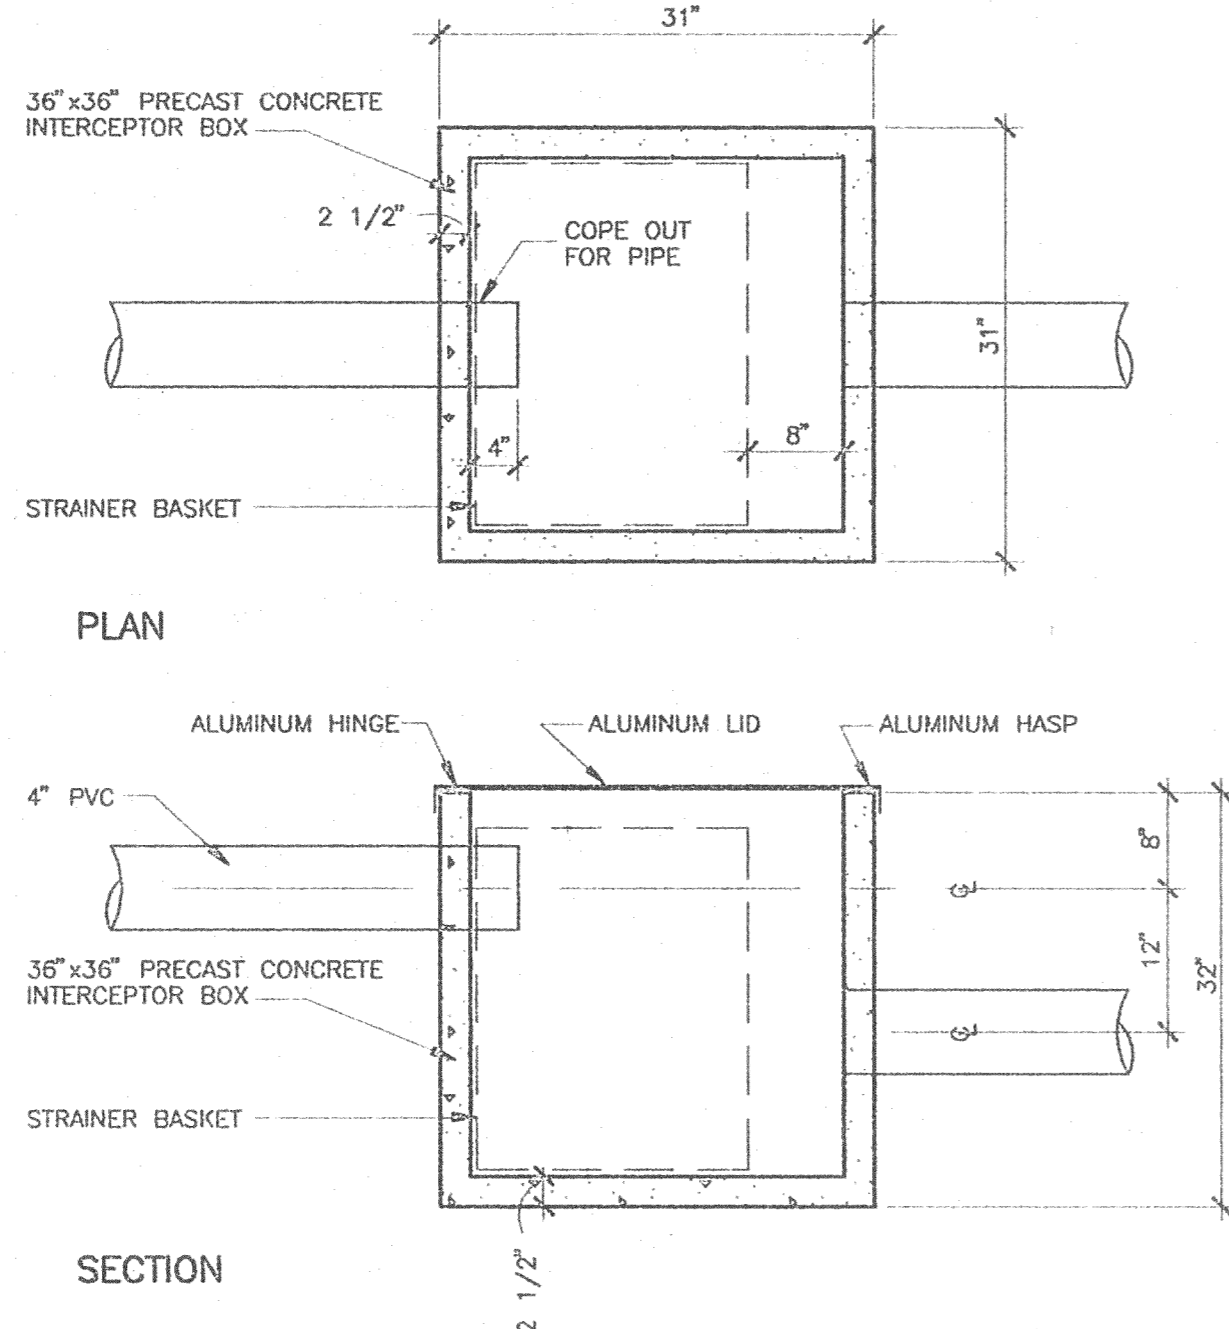 31"
36"x36" PRECAST CONCRETE
INTERCEPTOR BOX
2 1/2"
COPE OUT
FOR PIPE
31"
4"
8"
STRAINER BASKET
PLAN
ALUMINUM HINGE
ALUMINUM LID
ALUMINUM HASP
4" PVC
8"
℄
12"
32"
36"x36" PRECAST CONCRETE
INTERCEPTOR BOX
℄
STRAINER BASKET
2 1/2"
SECTION